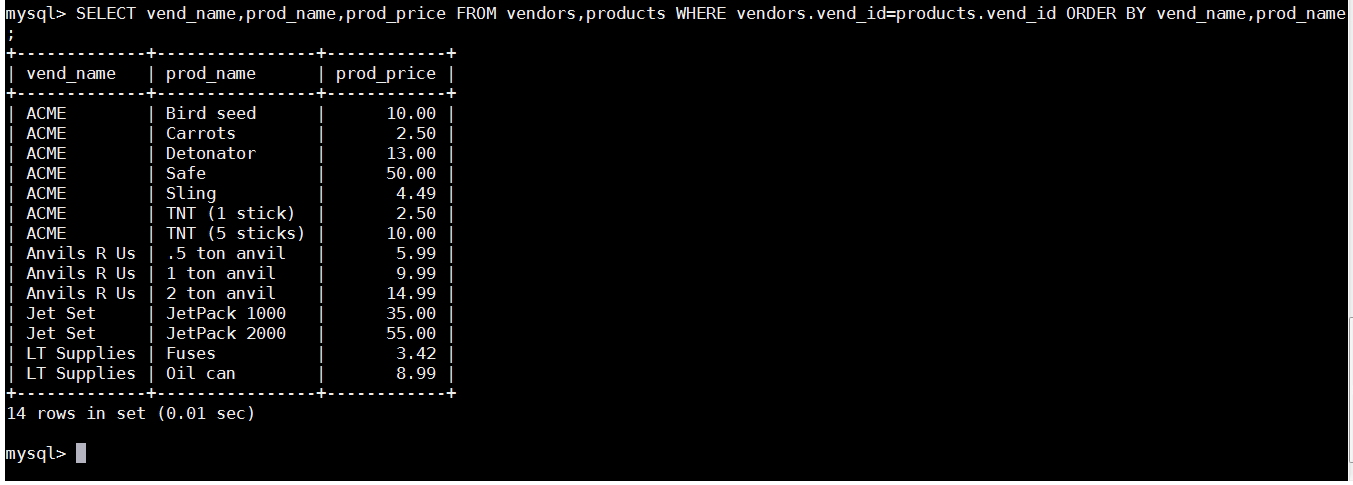 mysql> SELECT vend_name,prod_name,prod_price FROM vendors,products WHERE vendors.vend_id=products.vend_id ORDER BY vend_name,prod_name
;
+-------------+----------------+------------+
| vend_name   | prod_name      | prod_price |
+-------------+----------------+------------+
| ACME        | Bird seed      |      10.00 |
| ACME        | Carrots        |       2.50 |
| ACME        | Detonator      |      13.00 |
| ACME        | Safe           |      50.00 |
| ACME        | Sling          |       4.49 |
| ACME        | TNT (1 stick)  |       2.50 |
| ACME        | TNT (5 sticks) |      10.00 |
| Anvils R Us | .5 ton anvil   |       5.99 |
| Anvils R Us | 1 ton anvil    |       9.99 |
| Anvils R Us | 2 ton anvil    |      14.99 |
| Jet Set     | JetPack 1000   |      35.00 |
| Jet Set     | JetPack 2000   |      55.00 |
| LT Supplies | Fuses          |       3.42 |
| LT Supplies | Oil can        |       8.99 |
+-------------+----------------+------------+
14 rows in set (0.01 sec)
mysql>